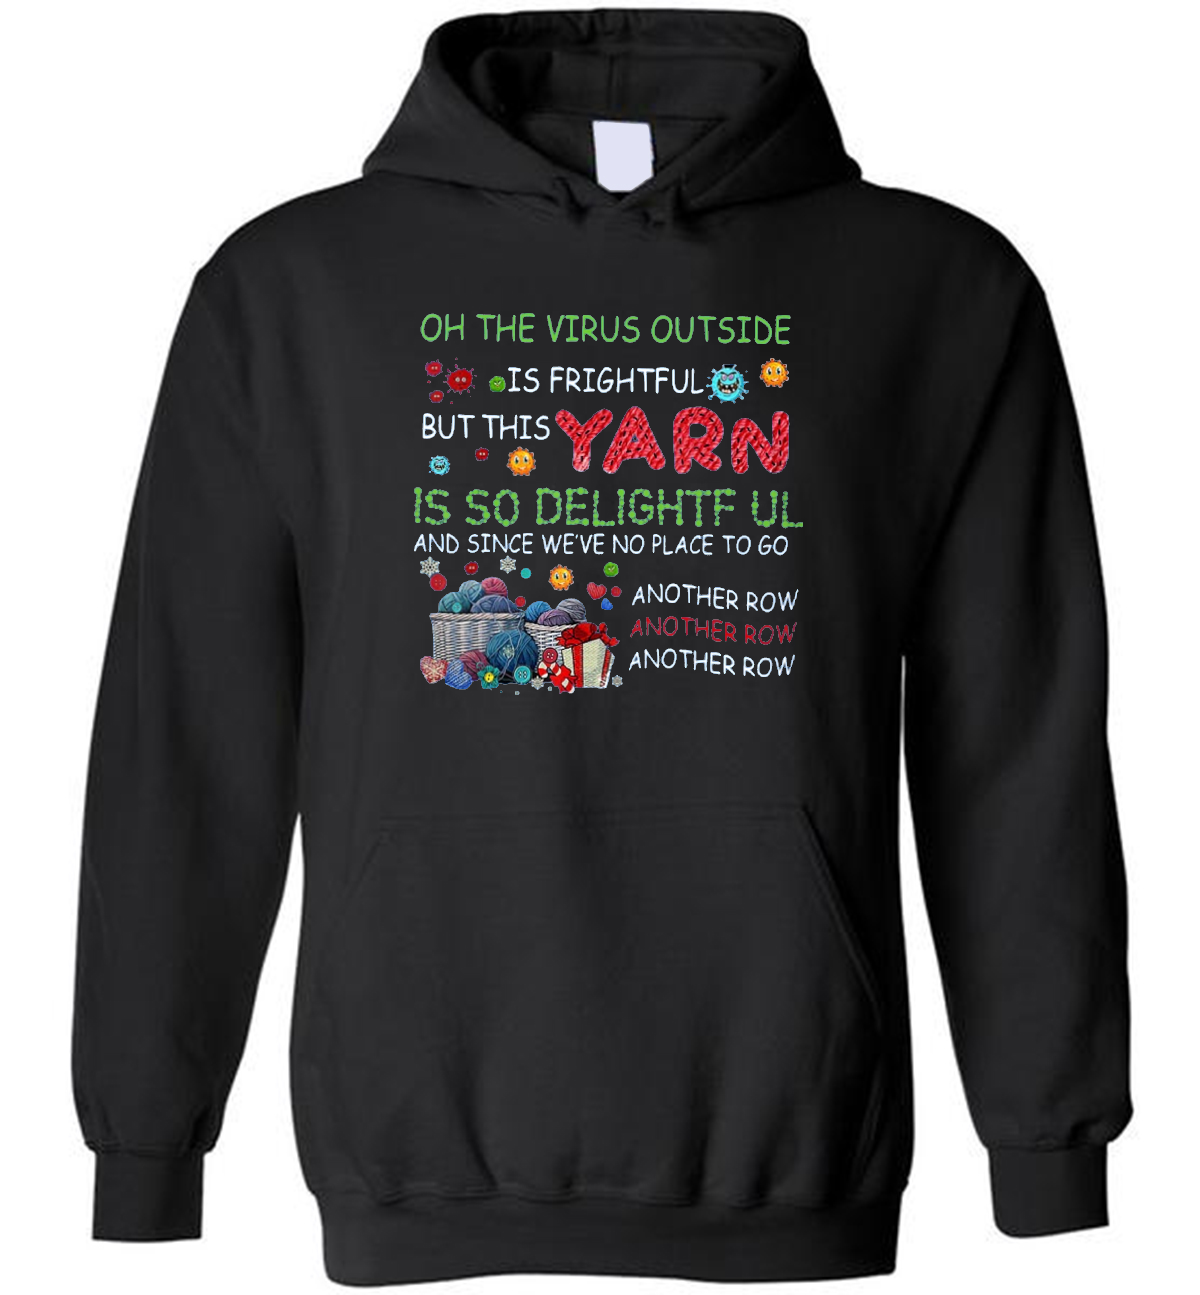 OH THE VIRUS OUTSIDE
IS FRIGHTFUL
BUT THIS YARN
IS SO DELIGHTF UL
AND SINCE WE'VE NO PLACE TO GO
ANOTHER ROW
ANOTHER ROW
ANOTHER ROW